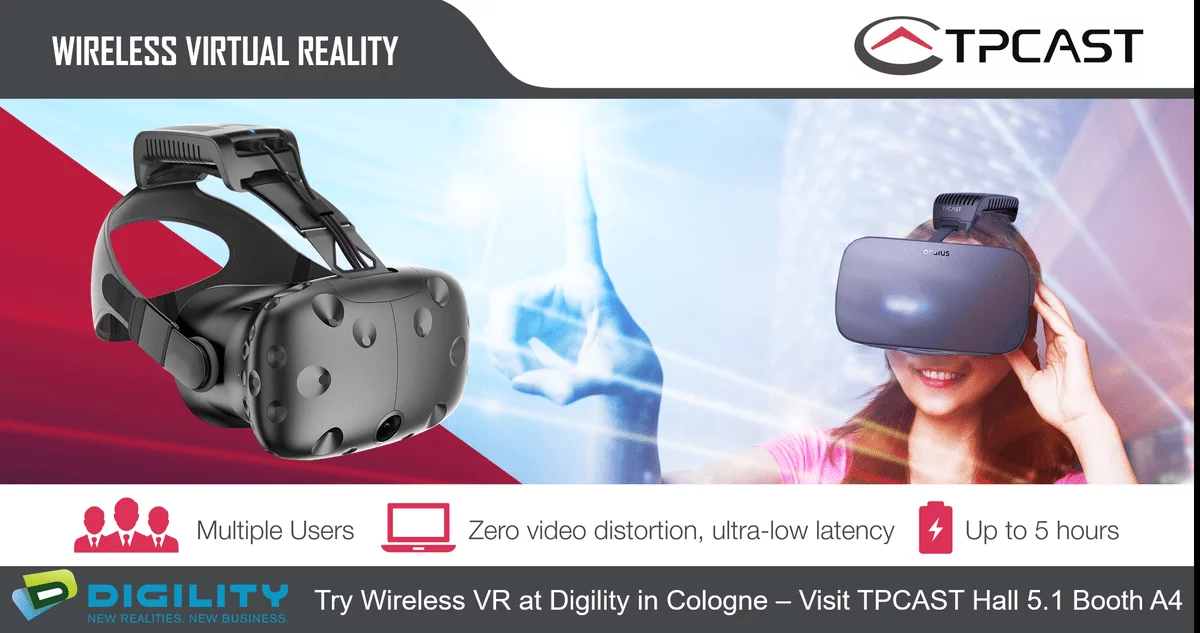 WIRELESS VIRTUAL REALITY
TPCAST
TPCAST
oculus
Multiple Users
Zero video distortion, ultra-low latency
Up to 5 hours
DIGILITY
NEW REALITIES. NEW BUSINESS.
Try Wireless VR at Digility in Cologne – Visit TPCAST Hall 5.1 Booth A4